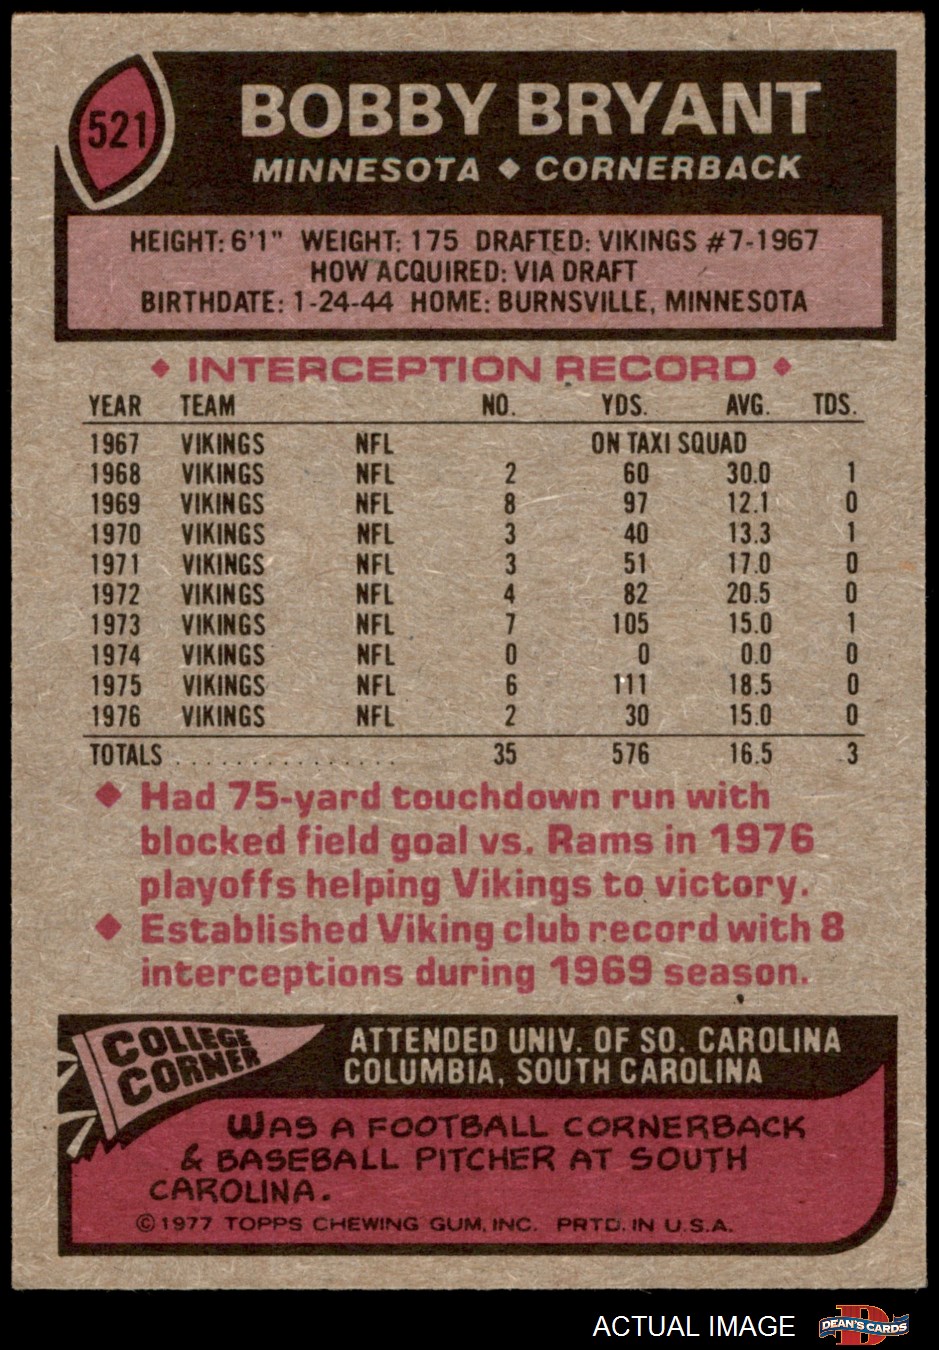 521
BOBBY BRYANT
MINNESOTA ◆ CORNERBACK
HEIGHT: 6'1" WEIGHT: 175 DRAFTED: VIKINGS #7-1967
HOW ACQUIRED: VIA DRAFT
BIRTHDATE: 1-24-44 HOME: BURNSVILLE, MINNESOTA
◆ INTERCEPTION RECORD ◆
YEAR TEAM NO. YDS. AVG. TDS.
1967 VIKINGS NFL ON TAXI SQUAD
1968 VIKINGS NFL 2 60 30.0 1
1969 VIKINGS NFL 8 97 12.1 0
1970 VIKINGS NFL 3 40 13.3 1
1971 VIKINGS NFL 3 51 17.0 0
1972 VIKINGS NFL 4 82 20.5 0
1973 VIKINGS NFL 7 105 15.0 1
1974 VIKINGS NFL 0 0 0.0 0
1975 VIKINGS NFL 6 111 18.5 0
1976 VIKINGS NFL 2 30 15.0 0
TOTALS . . . . . . . . . . . . . . . 35 576 16.5 3
◆ Had 75-yard touchdown run with
blocked field goal vs. Rams in 1976
playoffs helping Vikings to victory.
◆ Established Viking club record with 8
interceptions during 1969 season.
COLLEGE
CORNER
ATTENDED UNIV. OF SO. CAROLINA
COLUMBIA, SOUTH CAROLINA
WAS A FOOTBALL CORNERBACK
& BASEBALL PITCHER AT SOUTH
CAROLINA.
© 1977 TOPPS CHEWING GUM, INC. PRTD. IN U.S.A.
ACTUAL IMAGE
D
DEAN'S CARDS